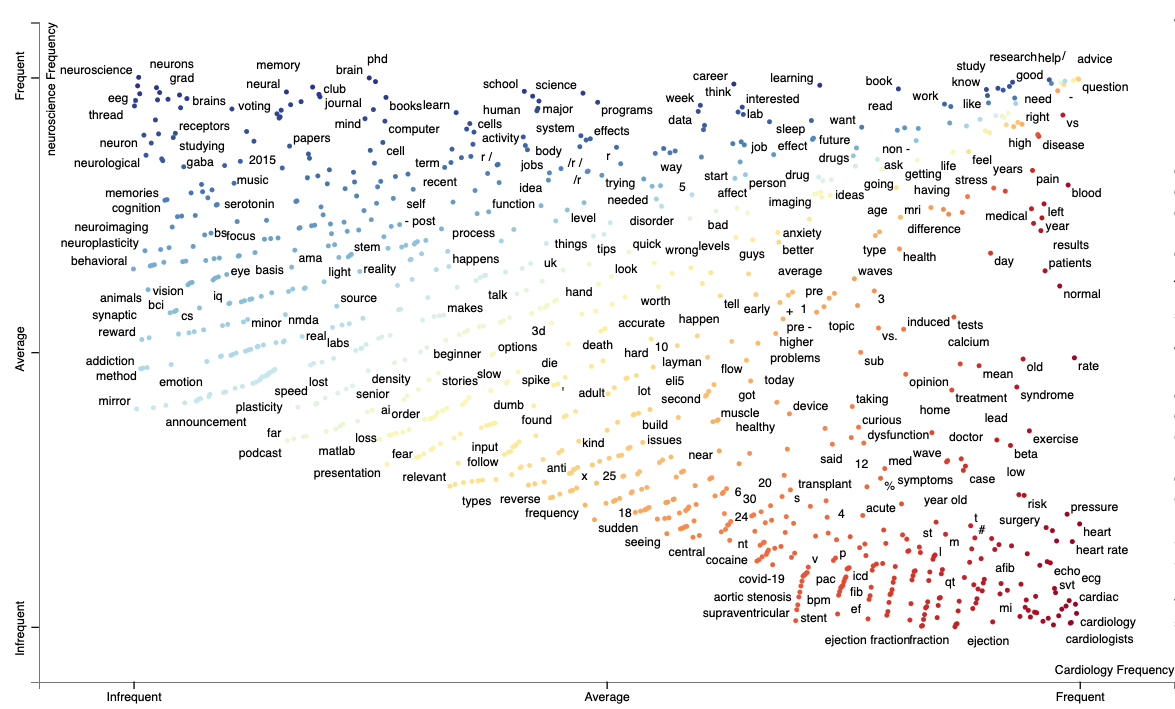 neuroscience Frequency
Frequent
Average
Infrequent
phd
researchhelp/
advice
neuroscience
neurons
memory
brain
study
grad
neural
career
learning
book
know
good
question
school
science
think
club
eeg
brains
voting
journal
bookslearn
human
major
programs
week
interested
read
work
like
need
-
thread
lab
receptors
mind
computer
cells
system
effects
data
want
right
vs
activity
sleep
neuron
studying
papers
cell
body
job
effect
future
non -
high
disease
neurological
gaba
2015
term
r /
jobs
/r /
r
way
drugs
ask
life
feel
music
recent
idea
/r
trying
5
start
person
drug
getting
stress
years
pain
memories
serotonin
self
function
needed
affect
imaging
ideas
going
having
blood
cognition
- post
level
disorder
bad
age
mri
medical
left
neuroimaging
bsfocus
process
anxiety
difference
year
neuroplasticity
ama
stem
things
tips
quick
wronglevels
guys
better
type
health
results
behavioral
eye
basis
light
reality
happens
uk
look
average
waves
day
patients
animals
vision
iq
source
talk
hand
worth
tell
early
pre
3
normal
bci
synaptic
cs
minor
nmda
makes
accurate
happen
+
1
pre -
topic
vs.
induced
tests
reward
reallabs
3d
death
hard
10
higher
calcium
addiction
beginner
options
die
layman
flow
problems
sub
mean
old
rate
method
emotion
speed
lost
density
stories
slow
spike
'
adult
lot
eli5
today
opinion
treatment
syndrome
mirror
announcement
plasticity
senior
ai
order
dumb
found
second
got
muscle
device
taking
curious
home
lead
far
healthy
podcast
matlab
loss
input
kind
build
issues
dysfunction
doctor
exercise
presentation
fear
follow
anti
near
said
12
med
wave
beta
relevant
x
25
20
transplant
%
symptoms
case
low
types
reverse
6
30
s
acute
year old
risk
frequency
18
24
4
t
surgery
pressure
sudden
st
#
heart
seeing
central
nt
v
p
l
m
heart rate
cocaine
covid-19
pac
icd
afib
echo
ecg
aortic stenosis
bpm
fib
qt
svt
cardiac
supraventricular
stent
ef
mi
cardiology
ejection fractionfraction
ejection
cardiologists
Cardiology Frequency
Infrequent
Average
Frequent